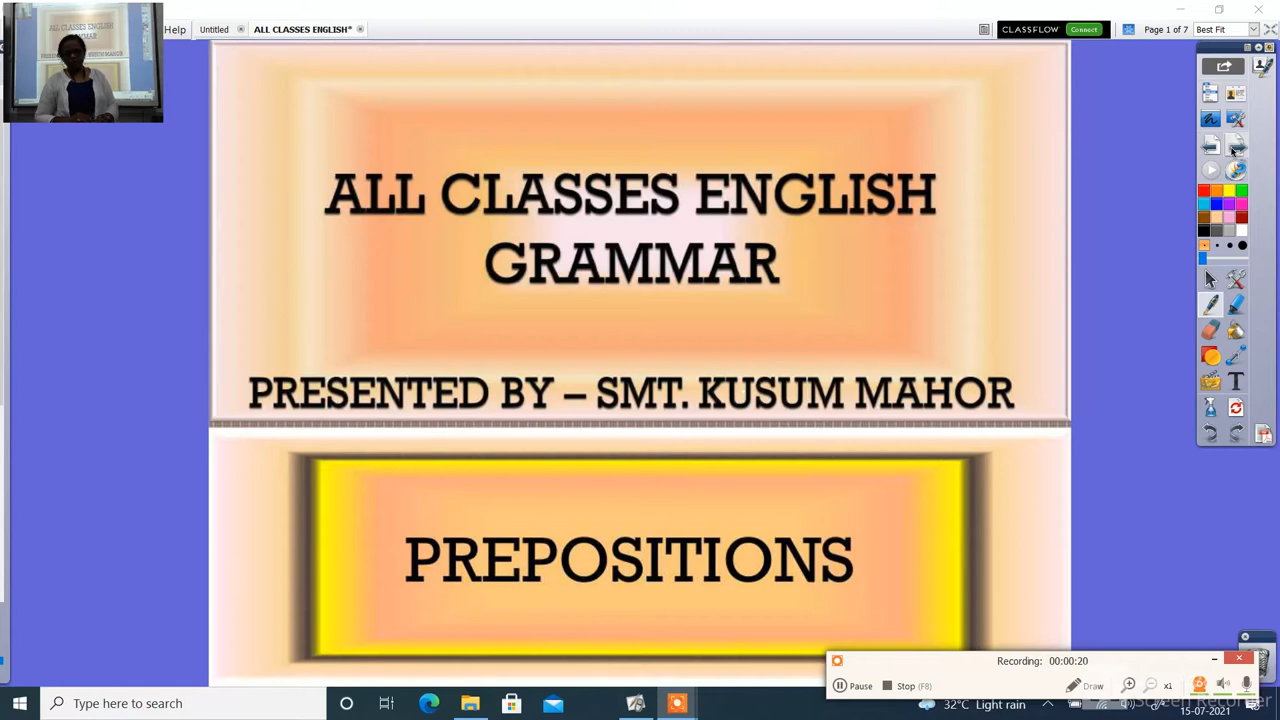 Help
Untitled
ALL CLASSES ENGLISH*
CLASSFLOW
Connect
Page 1 of 7
Best Fit
ALL CLASSES ENGLISH
GRAMMAR
PRESENTED BY – SMT. KUSUM MAHOR
PREPOSITIONS
Recording: 00:00:20
Pause
Stop (F8)
Draw
x1
Type here to search
32°C Light rain
15-07-2021